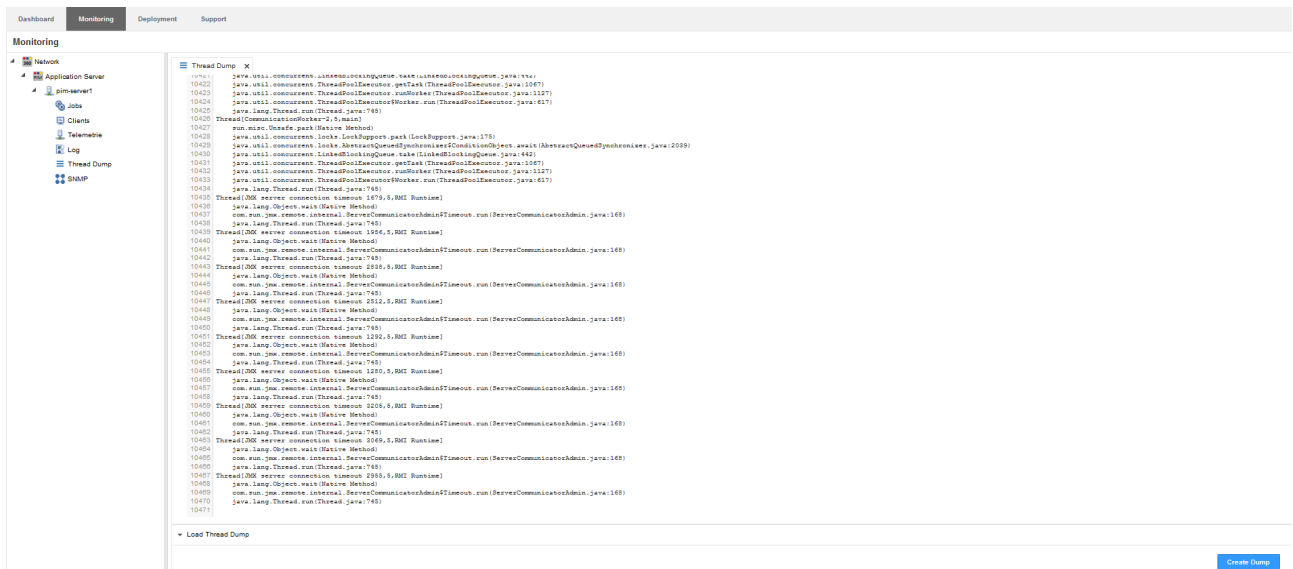 Dashboard Monitoring Deployment Support
Monitoring
Network
Application Server
pim-server1
Jobs
Clients
Telemetrie
Log
Thread Dump
SNMP
Thread Dump x
10421 java.util.concurrent.LinkedBlockingQueue.take(LinkedBlockingQueue.java:442)
10422 java.util.concurrent.ThreadPoolExecutor.getTask(ThreadPoolExecutor.java:1067)
10423 java.util.concurrent.ThreadPoolExecutor.runWorker(ThreadPoolExecutor.java:1127)
10424 java.util.concurrent.ThreadPoolExecutor$Worker.run(ThreadPoolExecutor.java:617)
10425 java.lang.Thread.run(Thread.java:745)
10426 Thread[CommunicationWorker-2,5,main]
10427 sun.misc.Unsafe.park(Native Method)
10428 java.util.concurrent.locks.LockSupport.park(LockSupport.java:175)
10429 java.util.concurrent.locks.AbstractQueuedSynchronizer$ConditionObject.await(AbstractQueuedSynchronizer.java:2039)
10430 java.util.concurrent.LinkedBlockingQueue.take(LinkedBlockingQueue.java:442)
10431 java.util.concurrent.ThreadPoolExecutor.getTask(ThreadPoolExecutor.java:1067)
10432 java.util.concurrent.ThreadPoolExecutor.runWorker(ThreadPoolExecutor.java:1127)
10433 java.util.concurrent.ThreadPoolExecutor$Worker.run(ThreadPoolExecutor.java:617)
10434 java.lang.Thread.run(Thread.java:745)
10435 Thread[JMX server connection timeout 1679,5,RMI Runtime]
10436 java.lang.Object.wait(Native Method)
10437 com.sun.jmx.remote.internal.ServerCommunicatorAdmin$Timeout.run(ServerCommunicatorAdmin.java:168)
10438 java.lang.Thread.run(Thread.java:745)
10439 Thread[JMX server connection timeout 1956,5,RMI Runtime]
10440 java.lang.Object.wait(Native Method)
10441 com.sun.jmx.remote.internal.ServerCommunicatorAdmin$Timeout.run(ServerCommunicatorAdmin.java:168)
10442 java.lang.Thread.run(Thread.java:745)
10443 Thread[JMX server connection timeout 2838,5,RMI Runtime]
10444 java.lang.Object.wait(Native Method)
10445 com.sun.jmx.remote.internal.ServerCommunicatorAdmin$Timeout.run(ServerCommunicatorAdmin.java:168)
10446 java.lang.Thread.run(Thread.java:745)
10447 Thread[JMX server connection timeout 2512,5,RMI Runtime]
10448 java.lang.Object.wait(Native Method)
10449 com.sun.jmx.remote.internal.ServerCommunicatorAdmin$Timeout.run(ServerCommunicatorAdmin.java:168)
10450 java.lang.Thread.run(Thread.java:745)
10451 Thread[JMX server connection timeout 1292,5,RMI Runtime]
10452 java.lang.Object.wait(Native Method)
10453 com.sun.jmx.remote.internal.ServerCommunicatorAdmin$Timeout.run(ServerCommunicatorAdmin.java:168)
10454 java.lang.Thread.run(Thread.java:745)
10455 Thread[JMX server connection timeout 1280,5,RMI Runtime]
10456 java.lang.Object.wait(Native Method)
10457 com.sun.jmx.remote.internal.ServerCommunicatorAdmin$Timeout.run(ServerCommunicatorAdmin.java:168)
10458 java.lang.Thread.run(Thread.java:745)
10459 Thread[JMX server connection timeout 3205,5,RMI Runtime]
10460 java.lang.Object.wait(Native Method)
10461 com.sun.jmx.remote.internal.ServerCommunicatorAdmin$Timeout.run(ServerCommunicatorAdmin.java:168)
10462 java.lang.Thread.run(Thread.java:745)
10463 Thread[JMX server connection timeout 3069,5,RMI Runtime]
10464 java.lang.Object.wait(Native Method)
10465 com.sun.jmx.remote.internal.ServerCommunicatorAdmin$Timeout.run(ServerCommunicatorAdmin.java:168)
10466 java.lang.Thread.run(Thread.java:745)
10467 Thread[JMX server connection timeout 2955,5,RMI Runtime]
10468 java.lang.Object.wait(Native Method)
10469 com.sun.jmx.remote.internal.ServerCommunicatorAdmin$Timeout.run(ServerCommunicatorAdmin.java:168)
10470 java.lang.Thread.run(Thread.java:745)
10471
Load Thread Dump
Create Dump